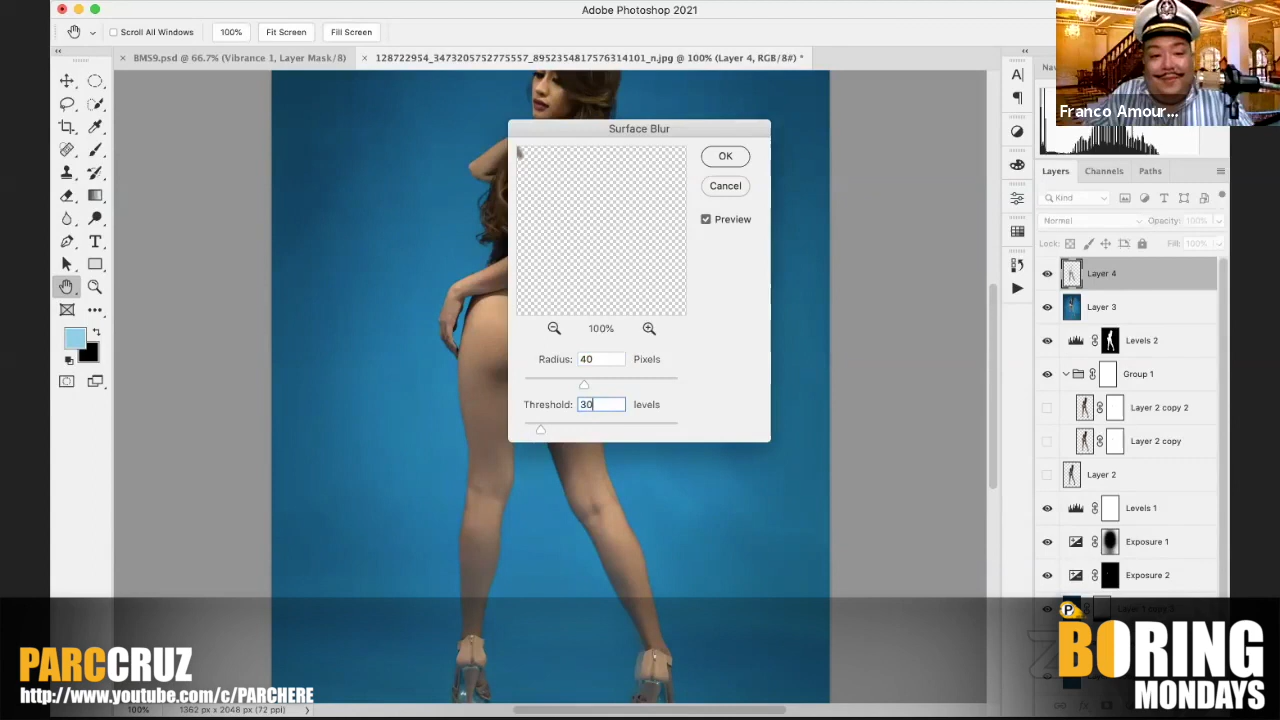 Adobe Photoshop 2021
Scroll All Windows
100%
Fit Screen
Fill Screen
BM59.psd @ 66.7% (Vibrance 1, Layer Mask/8)
128722954_3473205752775557_8952354817576314101_n.jpg @ 100% (Layer 4, RGB/8#) *
Franco Amour...
Surface Blur
OK
Cancel
Preview
100%
Radius: 40 Pixels
Threshold: 30 levels
Layers
Channels
Paths
Kind
Normal
Opacity: 100%
Lock:
Fill: 100%
Layer 4
Layer 3
Levels 2
Group 1
Layer 2 copy 2
Layer 2 copy
Layer 2
Levels 1
Exposure 1
Exposure 2
PARCCRUZ
http://www.youtube.com/c/PARCHERE
P
BORING
MONDAYS
100%
1362 px x 2048 px (72 ppi)